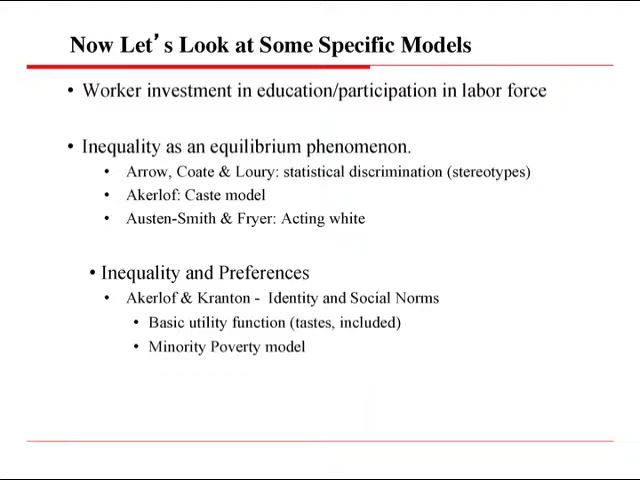 Now Let's Look at Some Specific Models
• Worker investment in education/participation in labor force
• Inequality as an equilibrium phenomenon.
• Arrow, Coate & Loury: statistical discrimination (stereotypes)
• Akerlof: Caste model
• Austen-Smith & Fryer: Acting white
• Inequality and Preferences
• Akerlof & Kranton - Identity and Social Norms
• Basic utility function (tastes, included)
• Minority Poverty model